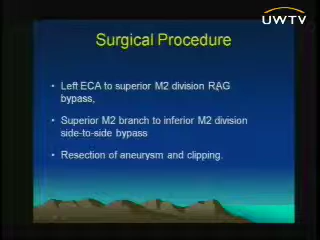 UWTV
Surgical Procedure
• Left ECA to superior M2 division RAG
bypass,
• Superior M2 branch to inferior M2 division
side-to-side bypass
• Resection of aneurysm and clipping.